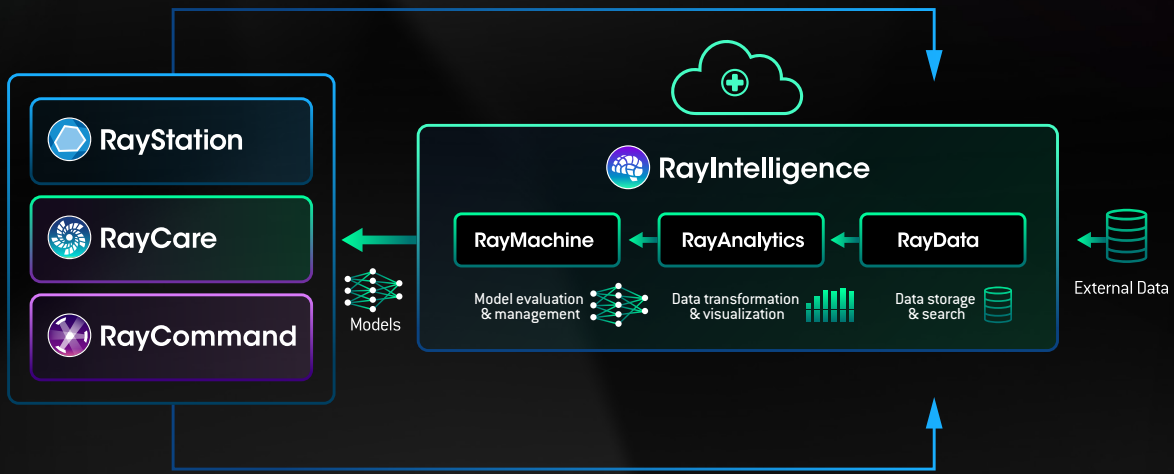 RayStation
RayCare
RayCommand
Models
RayIntelligence
RayMachine
RayAnalytics
RayData
Model evaluation
& management
Data transformation
& visualization
Data storage
& search
External Data